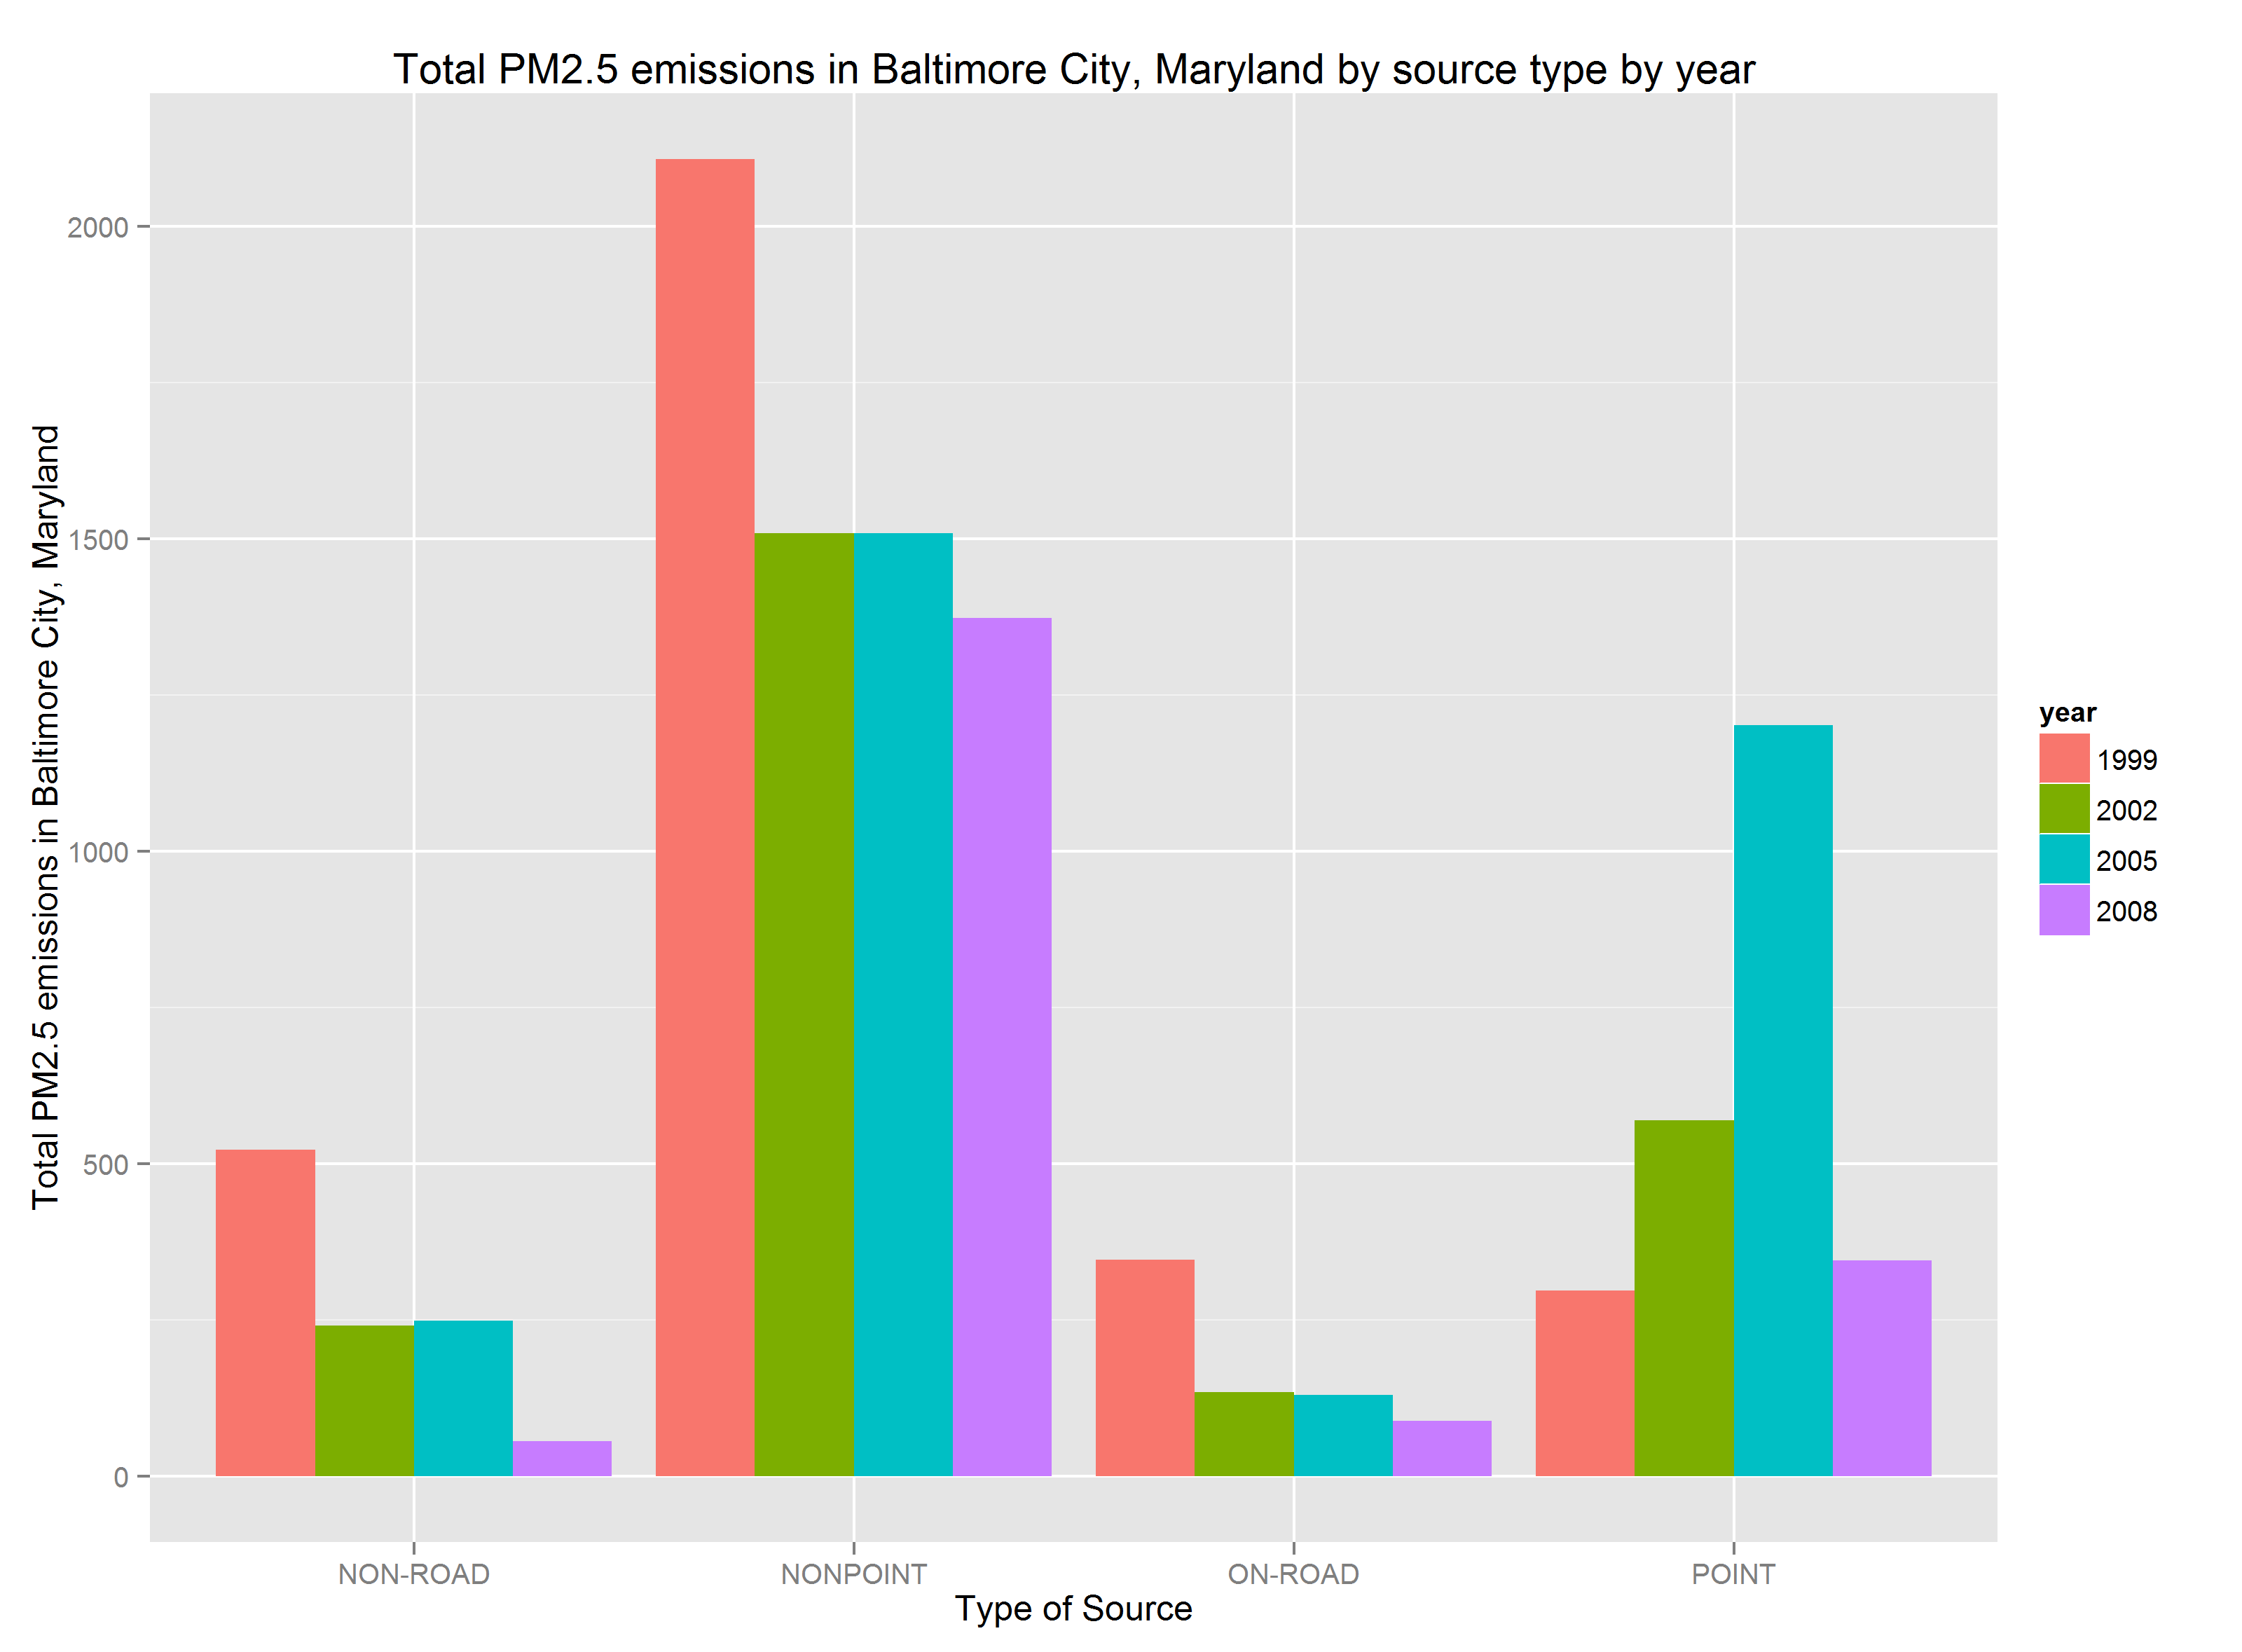 Total PM2.5 emissions in Baltimore City, Maryland by source type by year
Total PM2.5 emissions in Baltimore City, Maryland
2000
1500
1000
500
0
NON-ROAD
NONPOINT
ON-ROAD
POINT
Type of Source
year
1999
2002
2005
2008